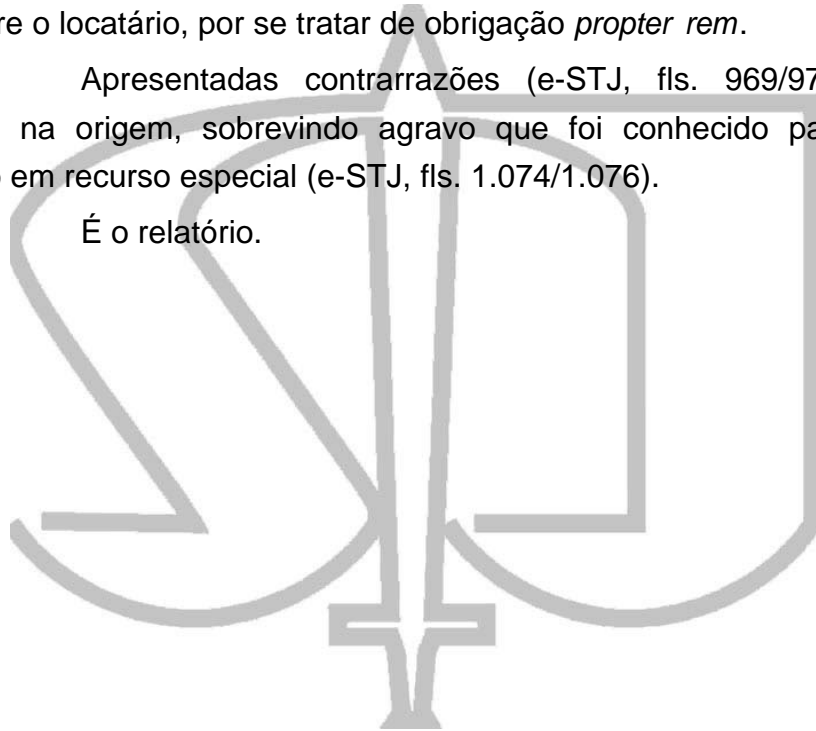 re o locatário, por se tratar de obrigação propter rem.
Apresentadas contrarrazões (e-STJ, fls. 969/97
na origem, sobrevindo agravo que foi conhecido pa
em recurso especial (e-STJ, fls. 1.074/1.076).
É o relatório.
STJ